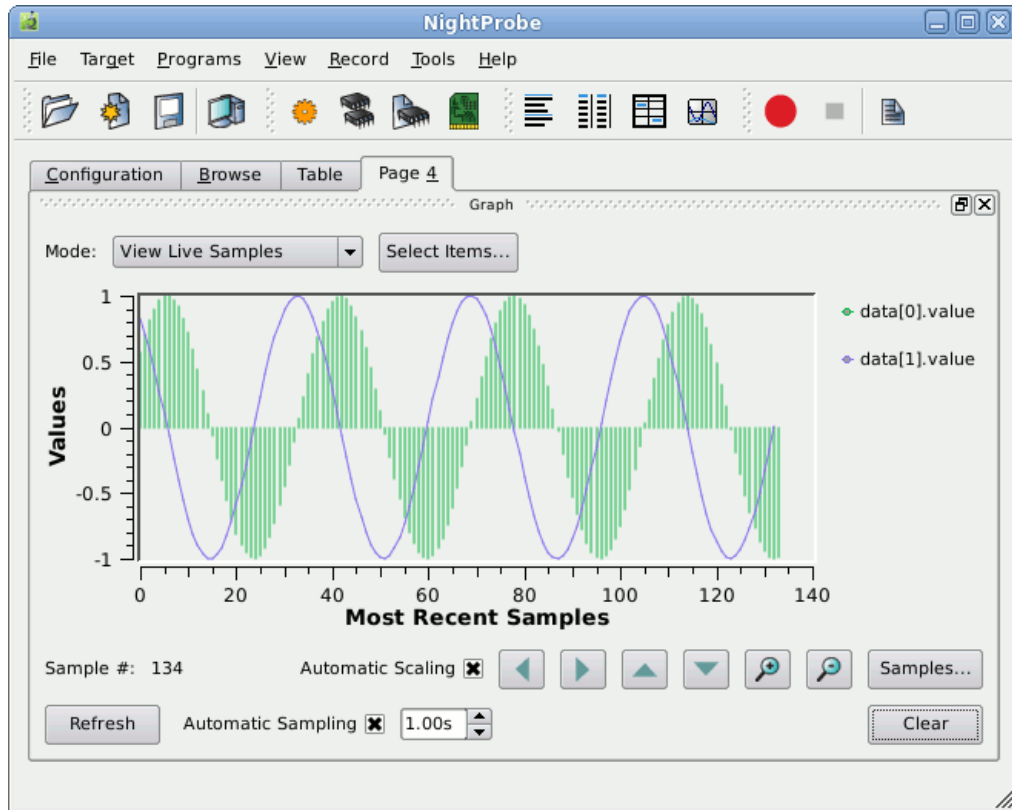 NightProbe
File Target Programs View Record Tools Help
Configuration Browse Table Page 4
Graph
Mode: View Live Samples Select Items...
1
0.5
0
-0.5
-1
Values
data[0].value
data[1].value
0 20 40 60 80 100 120 140
Most Recent Samples
Sample #: 134 Automatic Scaling Samples...
Refresh Automatic Sampling 1.00s Clear